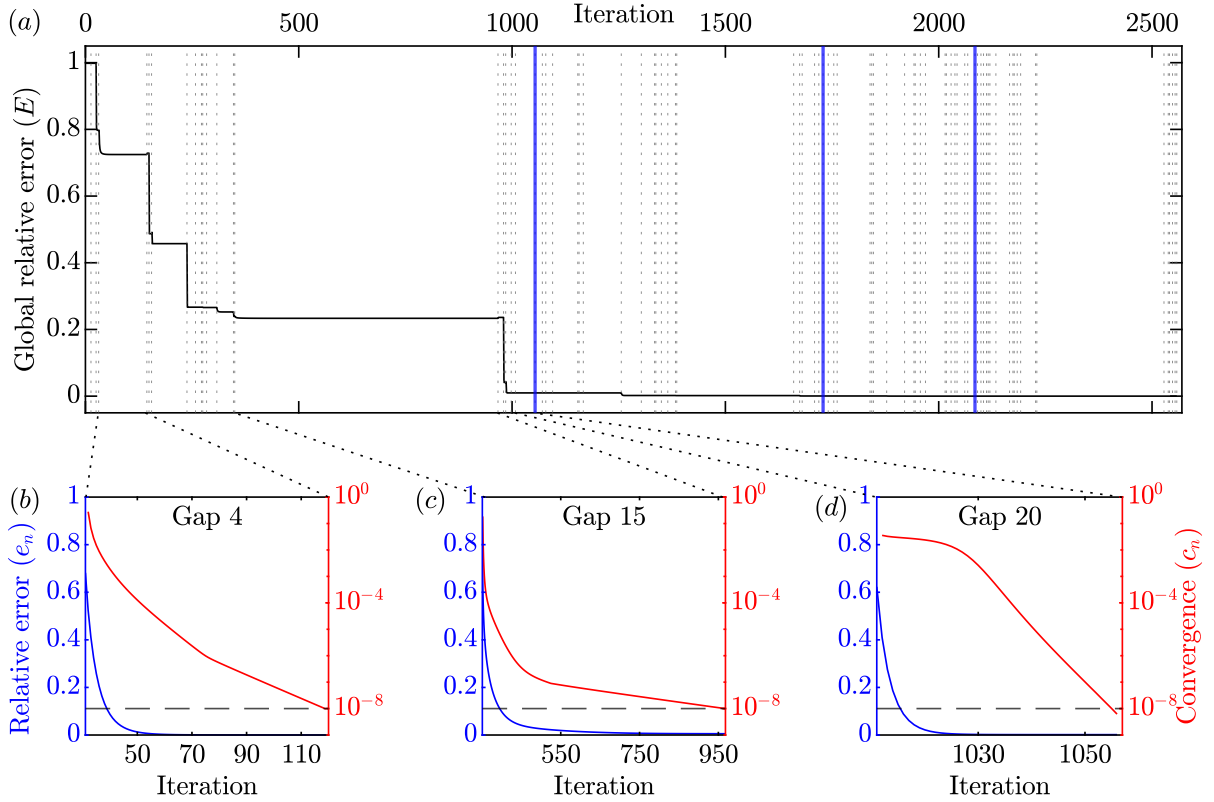 (a)
Iteration
0 500 1000 1500 2000 2500
Global relative error (E)
1
0.8
0.6
0.4
0.2
0
(b)
Gap 4
Relative error (e_n)
1
0.8
0.6
0.4
0.2
0
10^0
10^{-4}
10^{-8}
50 70 90 110
Iteration
(c)
Gap 15
1
0.8
0.6
0.4
0.2
0
10^0
10^{-4}
10^{-8}
550 750 950
Iteration
(d)
Gap 20
1
0.8
0.6
0.4
0.2
0
10^0
10^{-4}
10^{-8}
Convergence (c_n)
1030 1050
Iteration